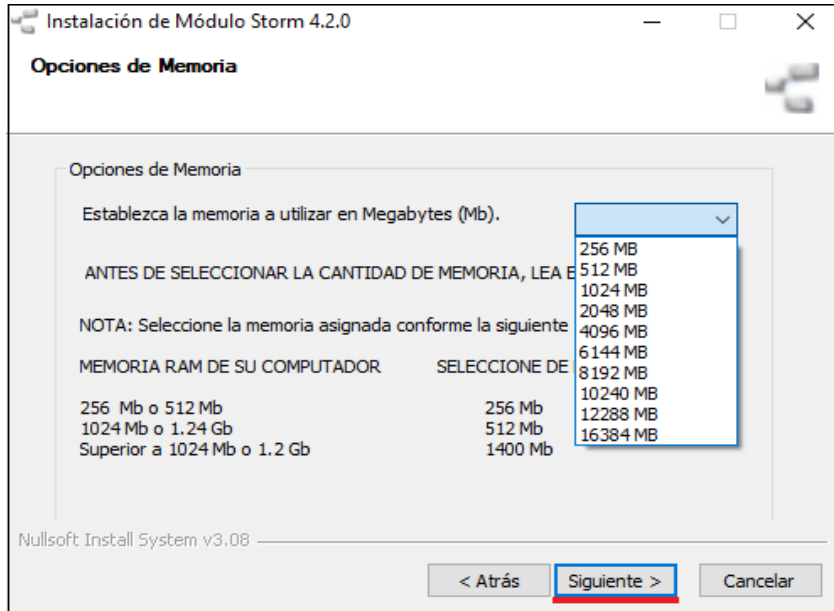 Instalación de Módulo Storm 4.2.0
Opciones de Memoria
Opciones de Memoria
Establezca la memoria a utilizar en Megabytes (Mb).
256 MB
512 MB
1024 MB
2048 MB
4096 MB
6144 MB
8192 MB
10240 MB
12288 MB
16384 MB
ANTES DE SELECCIONAR LA CANTIDAD DE MEMORIA, LEA
NOTA: Seleccione la memoria asignada conforme la siguiente
MEMORIA RAM DE SU COMPUTADOR SELECCIONE DE
256 Mb o 512 Mb 256 Mb
1024 Mb o 1.24 Gb 512 Mb
Superior a 1024 Mb o 1.2 Gb 1400 Mb
Nullsoft Install System v3.08
< Atrás Siguiente > Cancelar